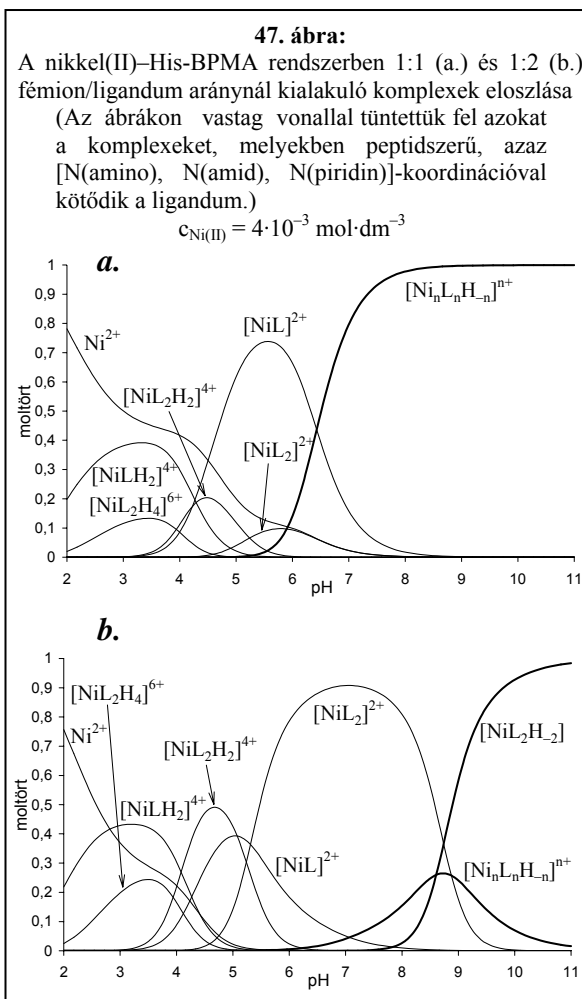 47. ábra:
A nikkel(II)–His-BPMA rendszerben 1:1 (a.) és 1:2 (b.)
fémion/ligandum aránynál kialakuló komplexek eloszlása
(Az ábrákon vastag vonallal tüntettük fel azokat
a komplexeket, melyekben peptidszerű, azaz
[N(amino), N(amid), N(piridin)]-koordinációval
kötődik a ligandum.)
c_Ni(II) = 4·10⁻³ mol·dm⁻³
a.
1
0,9
0,8
0,7
0,6
0,5
0,4
0,3
0,2
0,1
0
moltört
Ni²⁺
[NiL₂H₂]⁴⁺
[NiL]²⁺
[NiₙLₙH₋ₙ]ⁿ⁺
[NiLH₂]⁴⁺
[NiL₂]²⁺
[NiL₂H₄]⁶⁺
2 3 4 5 6 7 8 9 10 11
pH
b.
1
0,9
0,8
0,7
0,6
0,5
0,4
0,3
0,2
0,1
0
moltört
[NiL₂H₄]⁶⁺
Ni²⁺
[NiL₂H₂]⁴⁺
[NiL₂]²⁺
[NiL₂H₋₂]
[NiLH₂]⁴⁺
[NiL]²⁺
[NiₙLₙH₋ₙ]ⁿ⁺
2 3 4 5 6 7 8 9 10 11
pH